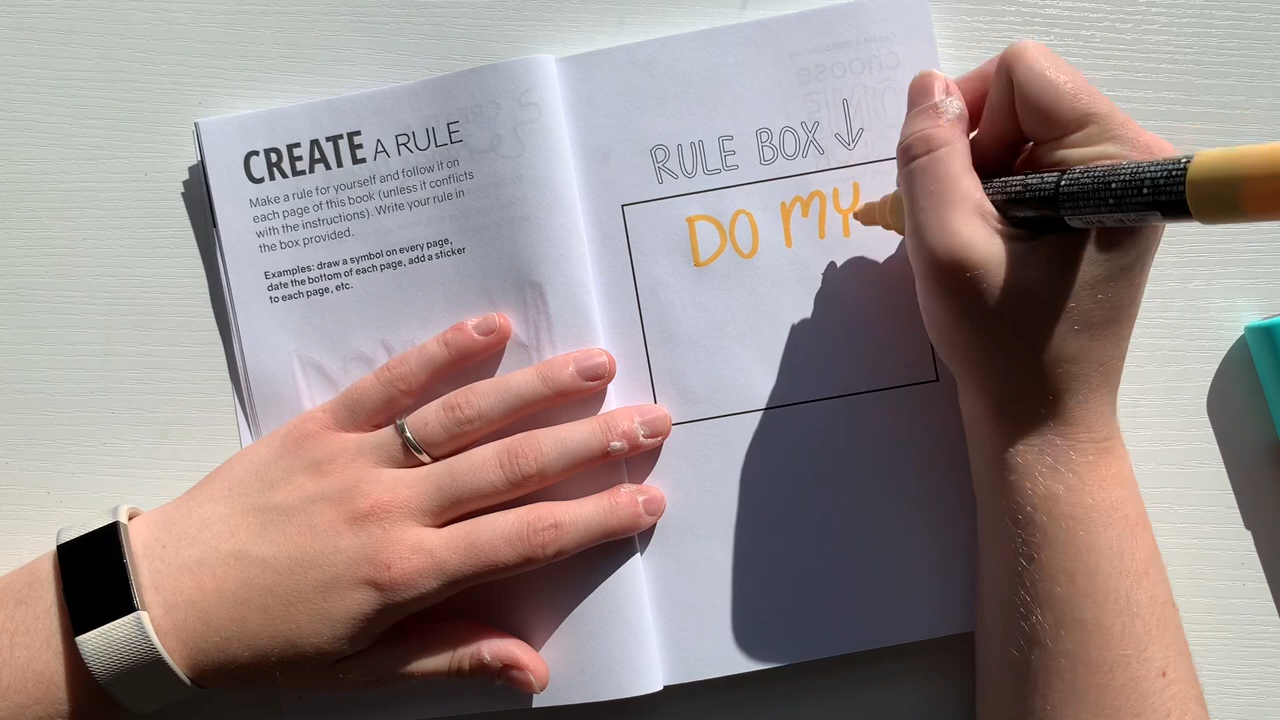 CREATE A RULE
Make a rule for yourself and follow it on
each page of this book (unless it conflicts
with the instructions). Write your rule in
the box provided.
Examples: draw a symbol on every page,
date the bottom of each page, add a sticker
to each page, etc.
RULE BOX ↓
DO MY